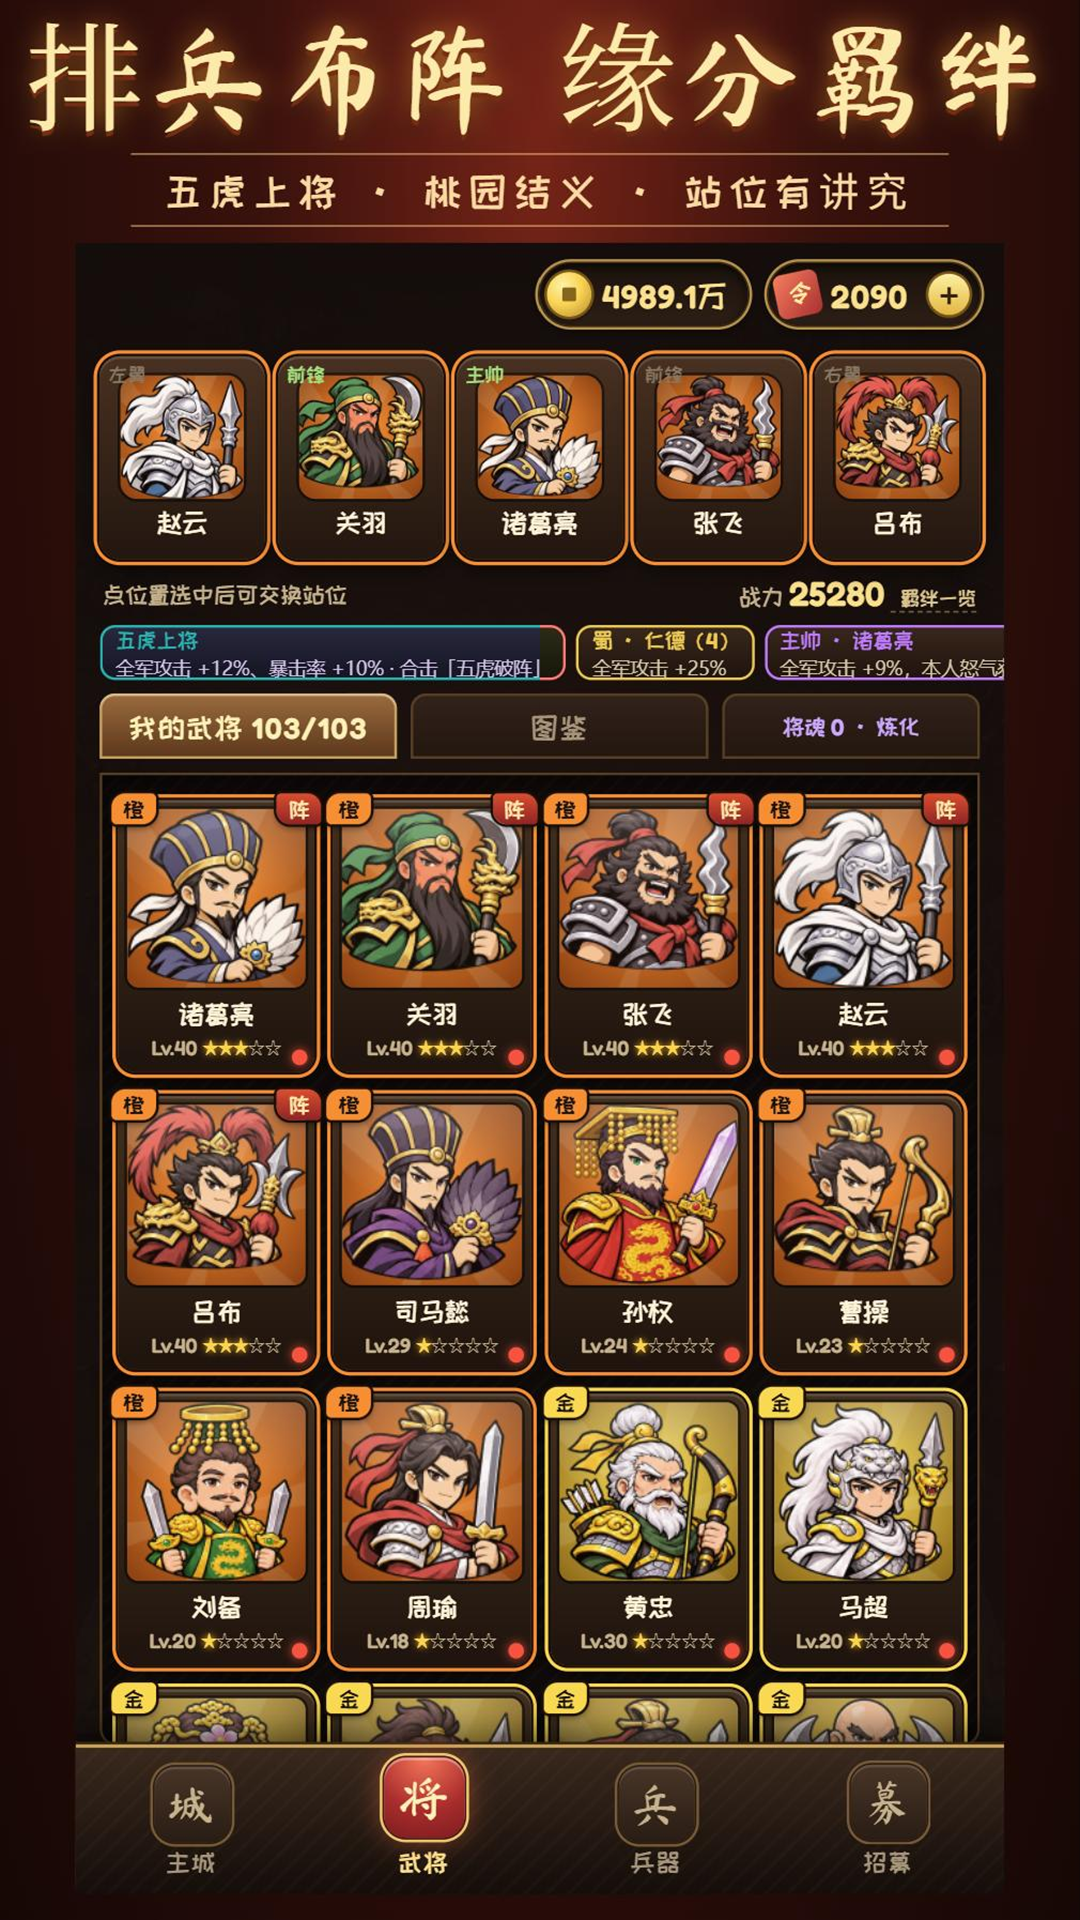 排兵布阵 缘分羁绊
五虎上将 · 桃园结义 · 站位有讲究
4989.1万
令 2090 +
左翼 前锋 主帅 前锋 右翼
赵云 关羽 诸葛亮 张飞 吕布
点位置选中后可交换站位 战力 25280 羁绊一览
五虎上将 蜀 · 仁德（4） 主帅 · 诸葛亮
全军攻击 +12%、暴击率 +10% · 合击「五虎破阵」 全军攻击 +25% 全军攻击 +9%，本人怒气
我的武将 103/103 图鉴 将魂 0 · 炼化
橙 阵 橙 阵 橙 阵 橙 阵
诸葛亮 关羽 张飞 赵云
Lv.40 ★★★☆☆ Lv.40 ★★★☆☆ Lv.40 ★★★☆☆ Lv.40 ★★★☆☆
橙 阵 橙 橙 橙
吕布 司马懿 孙权 曹操
Lv.40 ★★★☆☆ Lv.29 ★☆☆☆☆ Lv.24 ★☆☆☆☆ Lv.23 ★☆☆☆☆
橙 橙 金 金
刘备 周瑜 黄忠 马超
Lv.20 ★☆☆☆☆ Lv.18 ★☆☆☆☆ Lv.30 ★☆☆☆☆ Lv.20 ★☆☆☆☆
金 金 金 金
城 将 兵 募
主城 武将 兵器 招募